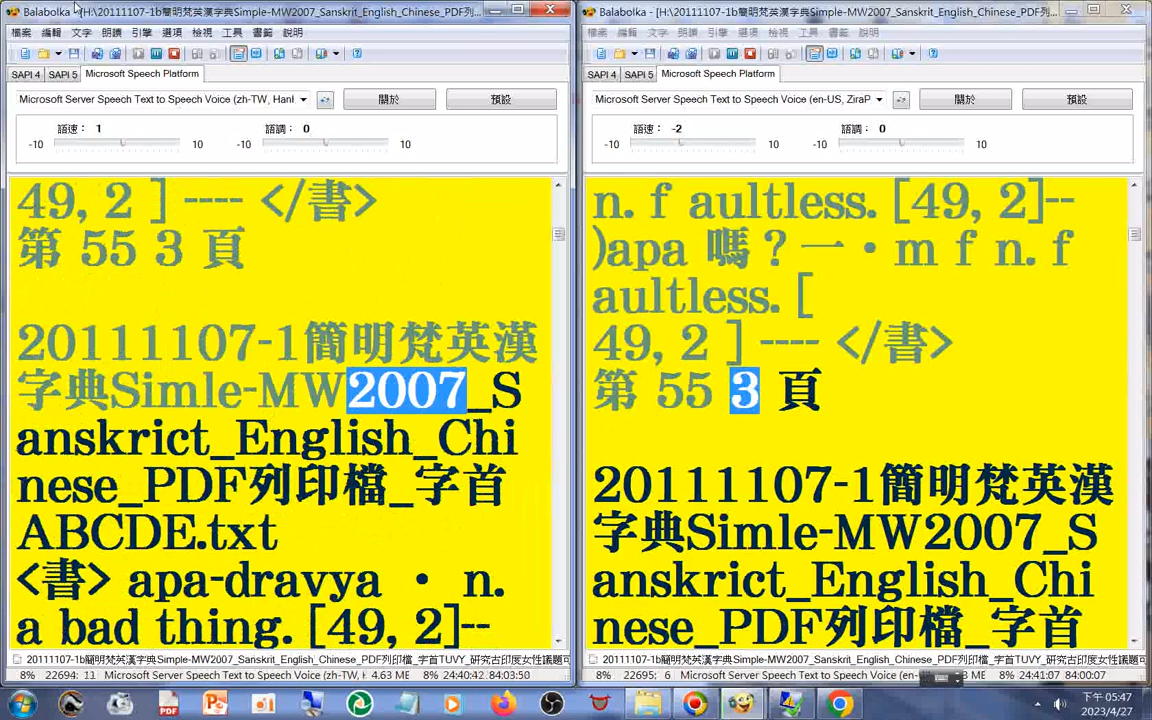 Balabolka - [H:\20111107-1b簡明梵英漢字典Simple-MW2007_Sanskrit_English_Chinese_PDF列...
檔案 編輯 文字 朗讀 引擎 選項 檢視 工具 書籤 說明
SAPI 4 SAPI 5 Microsoft Speech Platform
Microsoft Server Speech Text to Speech Voice (zh-TW, Hanl
關於 預設
語速： 1 語調： 0
-10 10 -10 10
49, 2 ] ---- </書>
第 55 3 頁
20111107-1簡明梵英漢
字典Simle-MW2007_S
anskrict_English_Chi
nese_PDF列印檔_字首
ABCDE.txt
<書> apa-dravya • n.
a bad thing. [49, 2]--
20111107-1b簡明梵英漢字典Simple-MW2007_Sanskrit_English_Chinese_PDF列印檔_字首TUVY_研究古印度女性議題可
8% 22694: 11 Microsoft Server Speech Text to Speech Voice (zh-TW, H 4.63 ME 8% 24:40:42_84:03:58
Balabolka - [H:\20111107-1b簡明梵英漢字典Simple-MW2007_Sanskrit_English_Chinese_PDF列...
檔案 編輯 文字 朗讀 引擎 選項 檢視 工具 書籤 說明
SAPI 4 SAPI 5 Microsoft Speech Platform
Microsoft Server Speech Text to Speech Voice (en-US, ZiraP
關於 預設
語速： -2 語調： 0
-10 10 -10 10
n. f aultless. [49, 2]--
)apa 嗎？一•m f n. f
aultless. [
49, 2 ] ---- </書>
第 55 3 頁
20111107-1簡明梵英漢
字典Simle-MW2007_S
anskrict_English_Chi
nese_PDF列印檔_字首
20111107-1b簡明梵英漢字典Simple-MW2007_Sanskrit_English_Chinese_PDF列印檔_字首TUVY_研究古印度女性議題可
8% 22695: 6 Microsoft Server Speech Text to Speech 8% 24:41:07_84:00:07
下午 05:47
2023/4/27